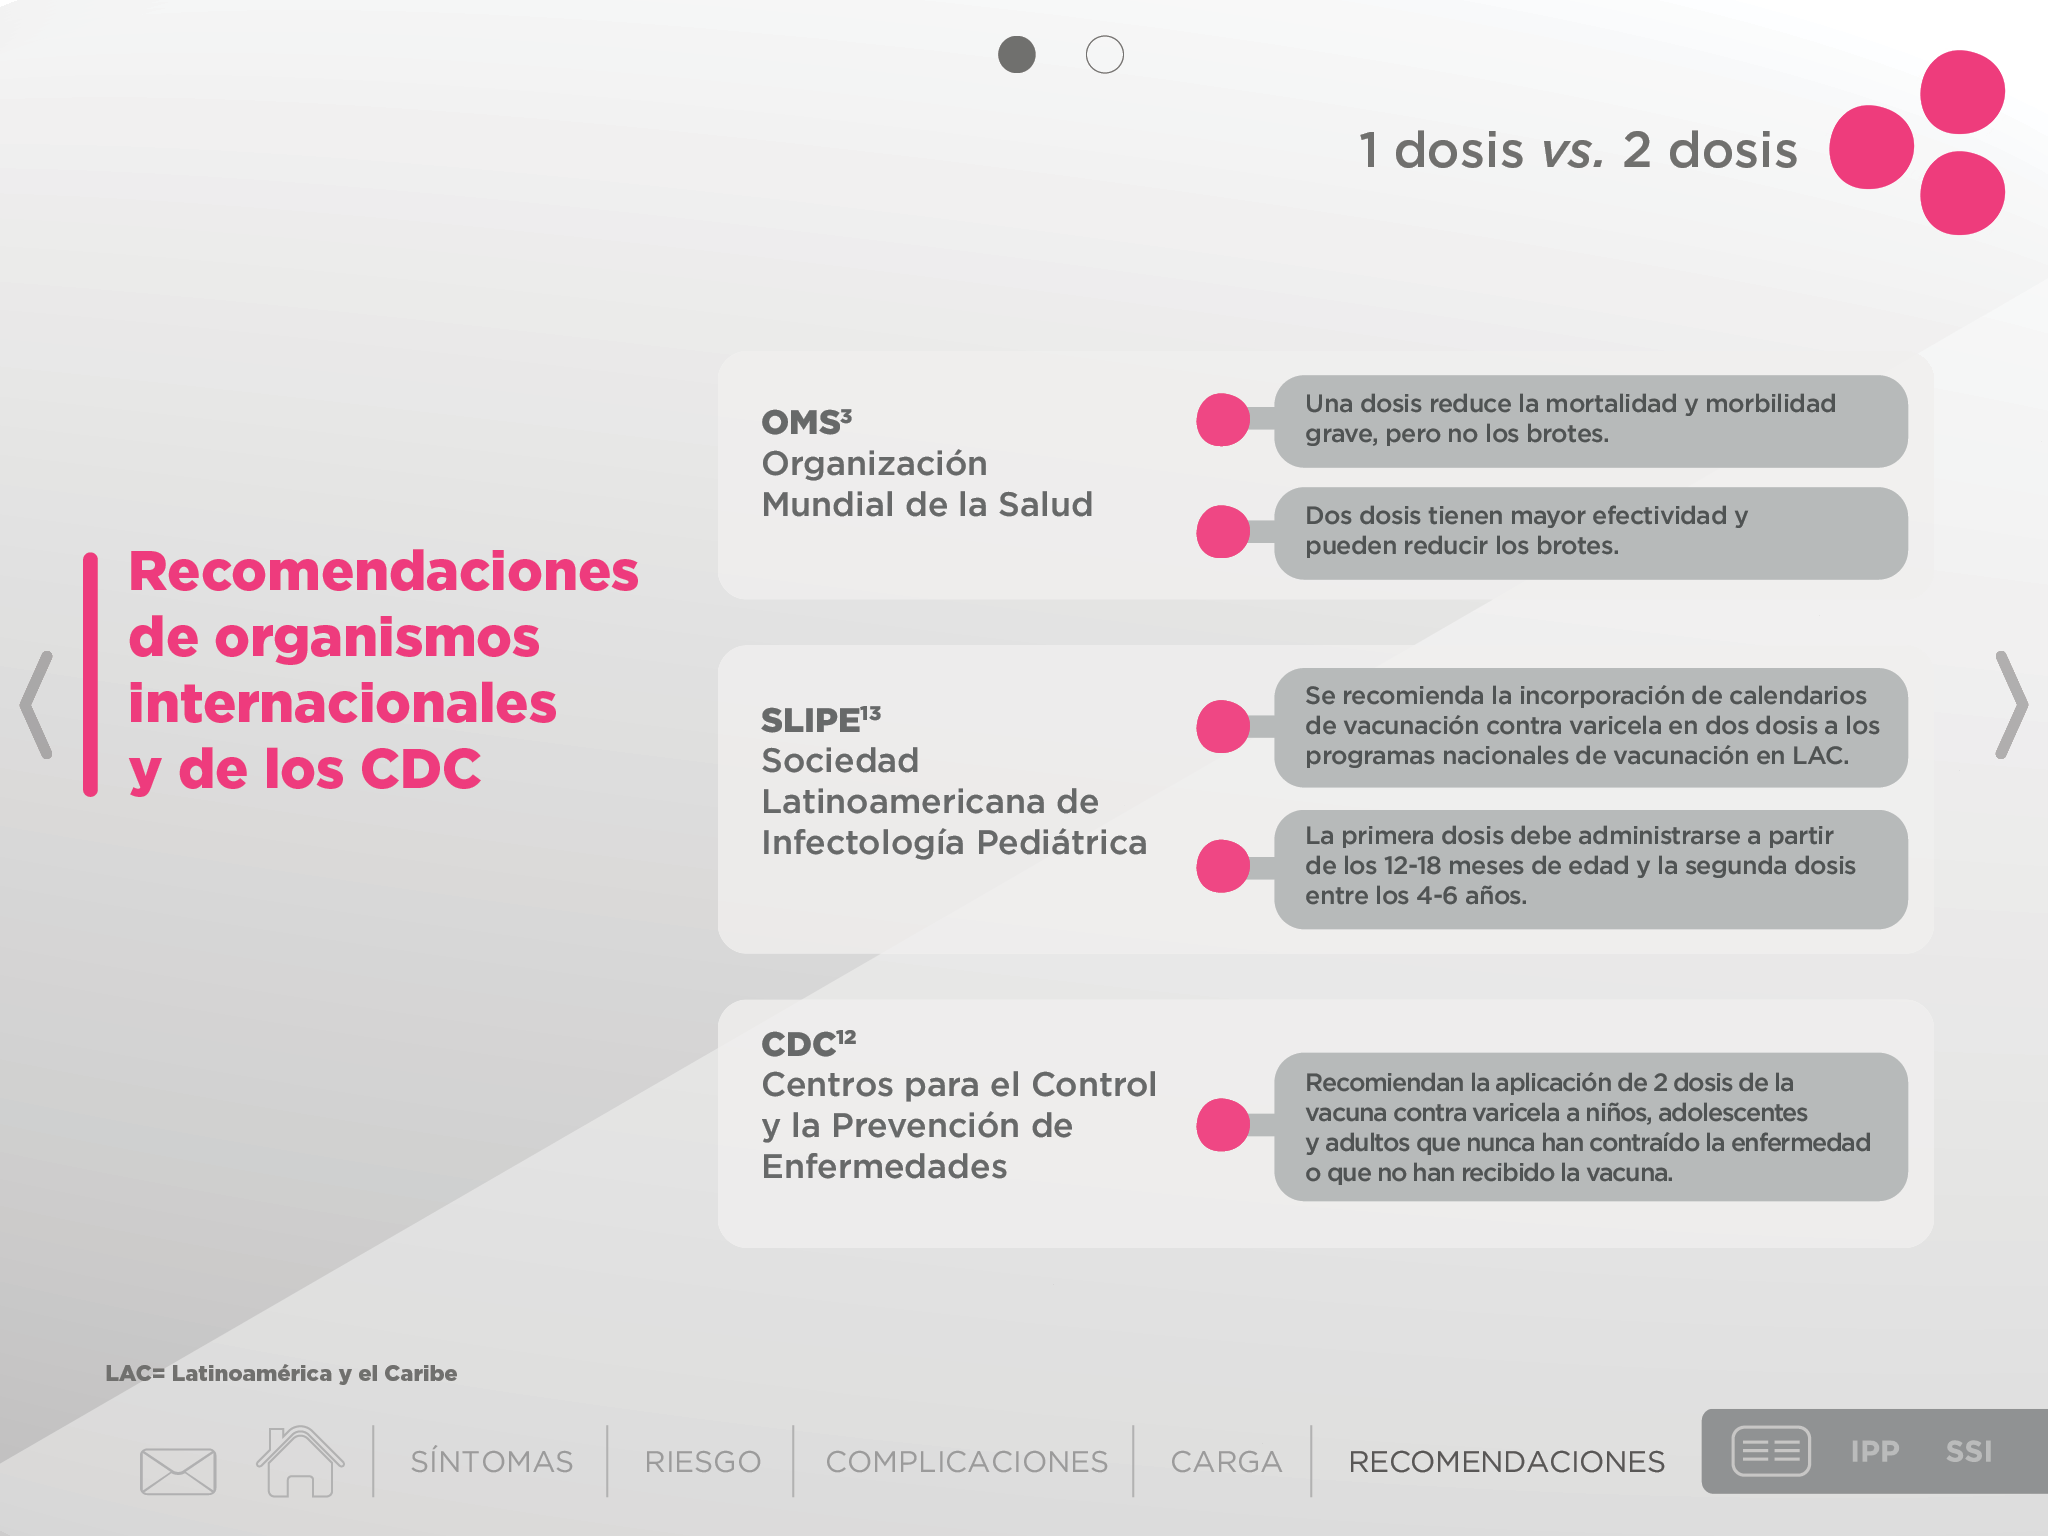 1 dosis vs. 2 dosis
Recomendaciones
de organismos
internacionales
y de los CDC
OMS³
Organización
Mundial de la Salud
Una dosis reduce la mortalidad y morbilidad
grave, pero no los brotes.
Dos dosis tienen mayor efectividad y
pueden reducir los brotes.
SLIPE¹³
Sociedad
Latinoamericana de
Infectología Pediátrica
Se recomienda la incorporación de calendarios
de vacunación contra varicela en dos dosis a los
programas nacionales de vacunación en LAC.
La primera dosis debe administrarse a partir
de los 12-18 meses de edad y la segunda dosis
entre los 4-6 años.
CDC¹²
Centros para el Control
y la Prevención de
Enfermedades
Recomiendan la aplicación de 2 dosis de la
vacuna contra varicela a niños, adolescentes
y adultos que nunca han contraído la enfermedad
o que no han recibido la vacuna.
LAC= Latinoamérica y el Caribe
SÍNTOMAS
RIESGO
COMPLICACIONES
CARGA
RECOMENDACIONES
IPP
SSI